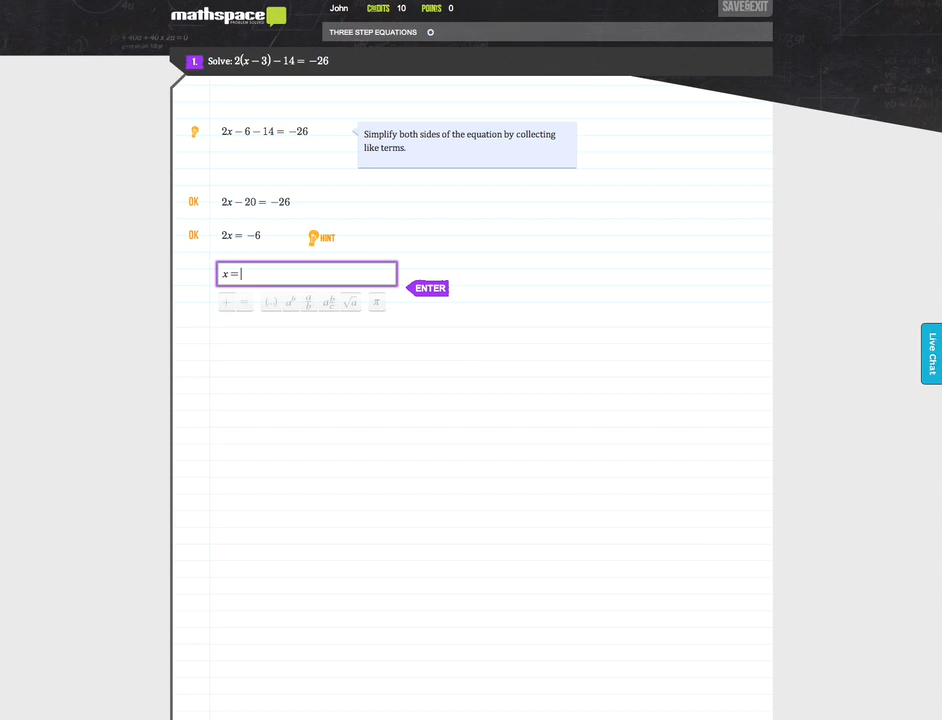 mathspace
PROBLEM SOLVED
John CREDITS 10 POINTS 0
SAVE&EXIT
THREE STEP EQUATIONS
1. Solve: 2(x − 3) − 14 = −26
2x − 6 − 14 = −26
Simplify both sides of the equation by collecting
like terms.
OK 2x − 20 = −26
OK 2x = −6
HINT
x =
ENTER
+ = (..) a^b a/b a b/c √a π
Live Chat